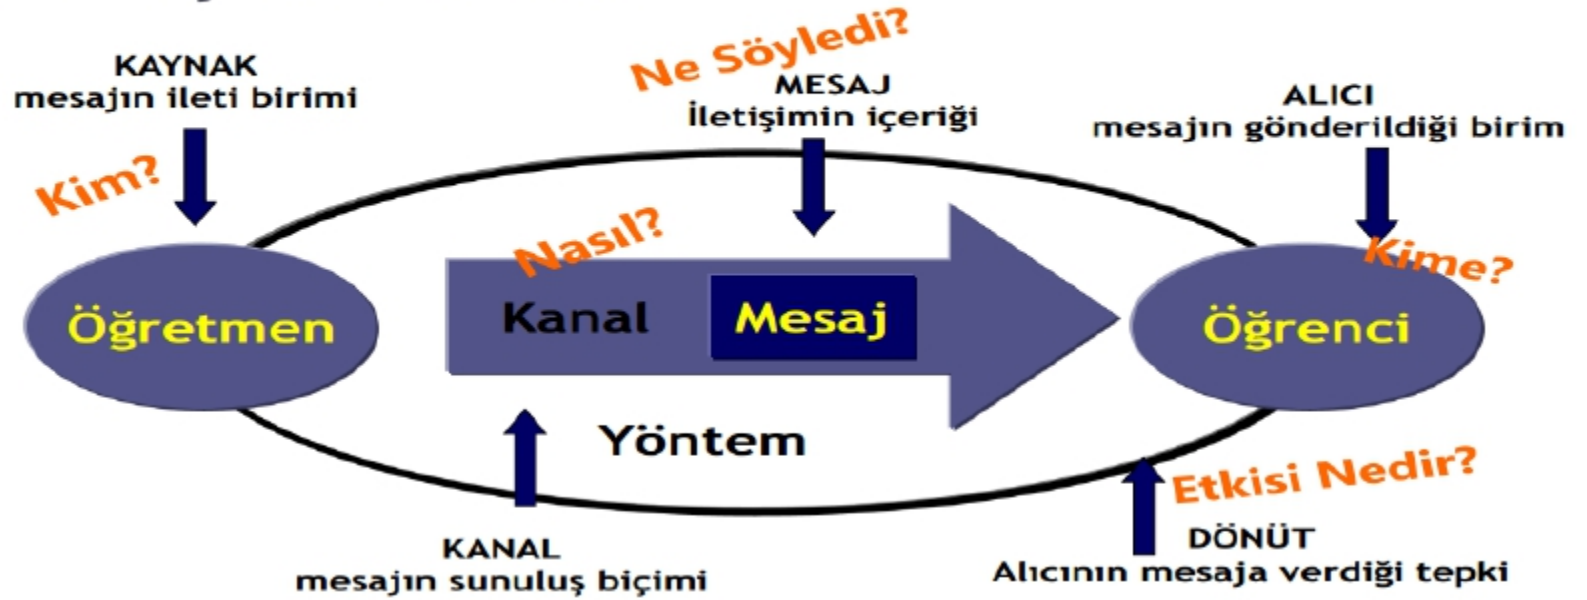 Ne Söyledi?
KAYNAK
mesajın ileti birimi
MESAJ
İletişimin içeriği
ALICI
mesajın gönderildiği birim
Kim?
Nasıl?
Kime?
Öğretmen
Kanal
Mesaj
Öğrenci
Yöntem
Etkisi Nedir?
KANAL
mesajın sunuluş biçimi
DÖNÜT
Alıcının mesaja verdiği tepki